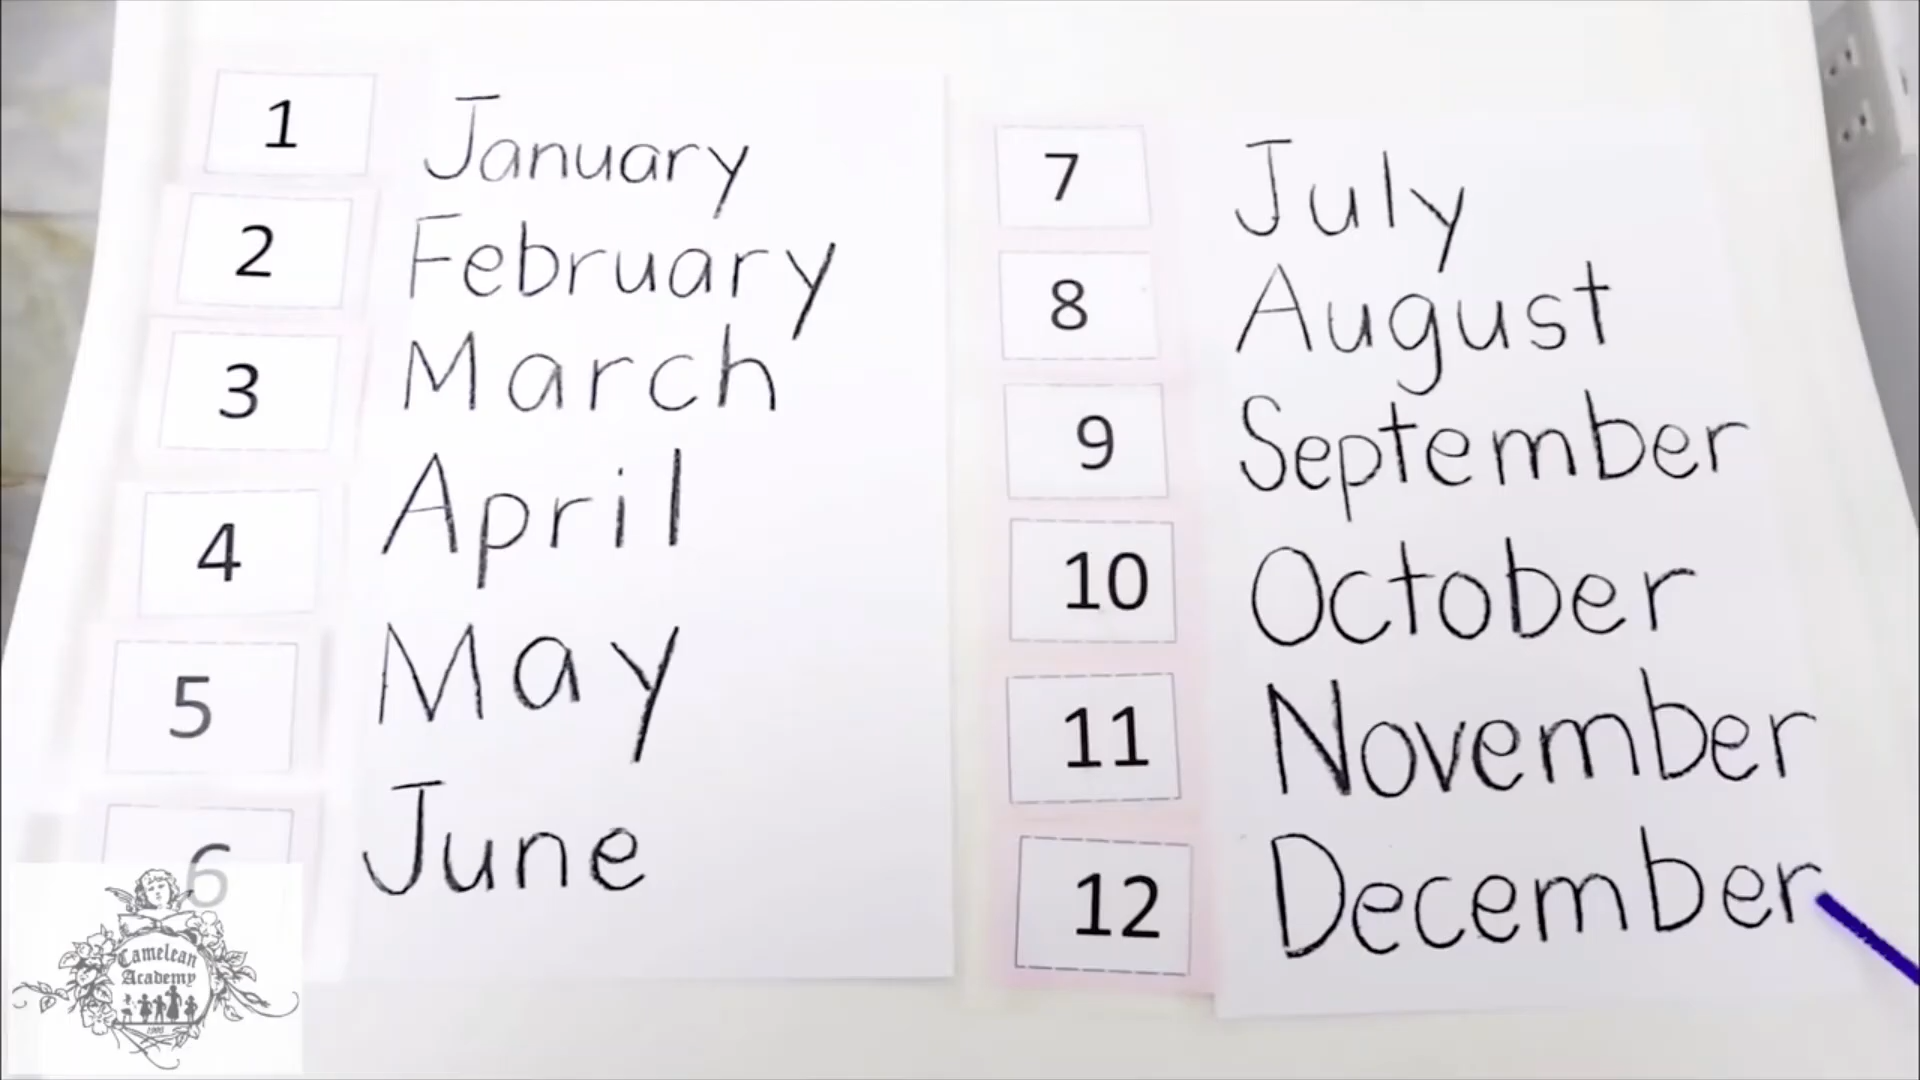 1 January
2 February
3 March
4 April
5 May
6 June
7 July
8 August
9 September
10 October
11 November
12 December
Camelean
Academy